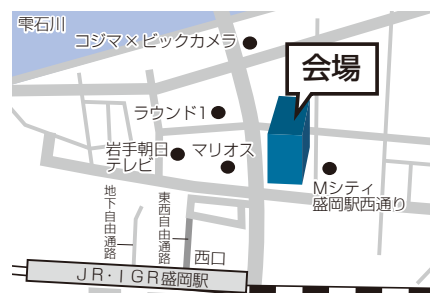 雫石川
コジマ×ビックカメラ
会場
ラウンド1
岩手朝日
テレビ
マリオス
Mシティ
盛岡駅西通り
地下自由通路
東西自由通路
西口
JR・IGR盛岡駅